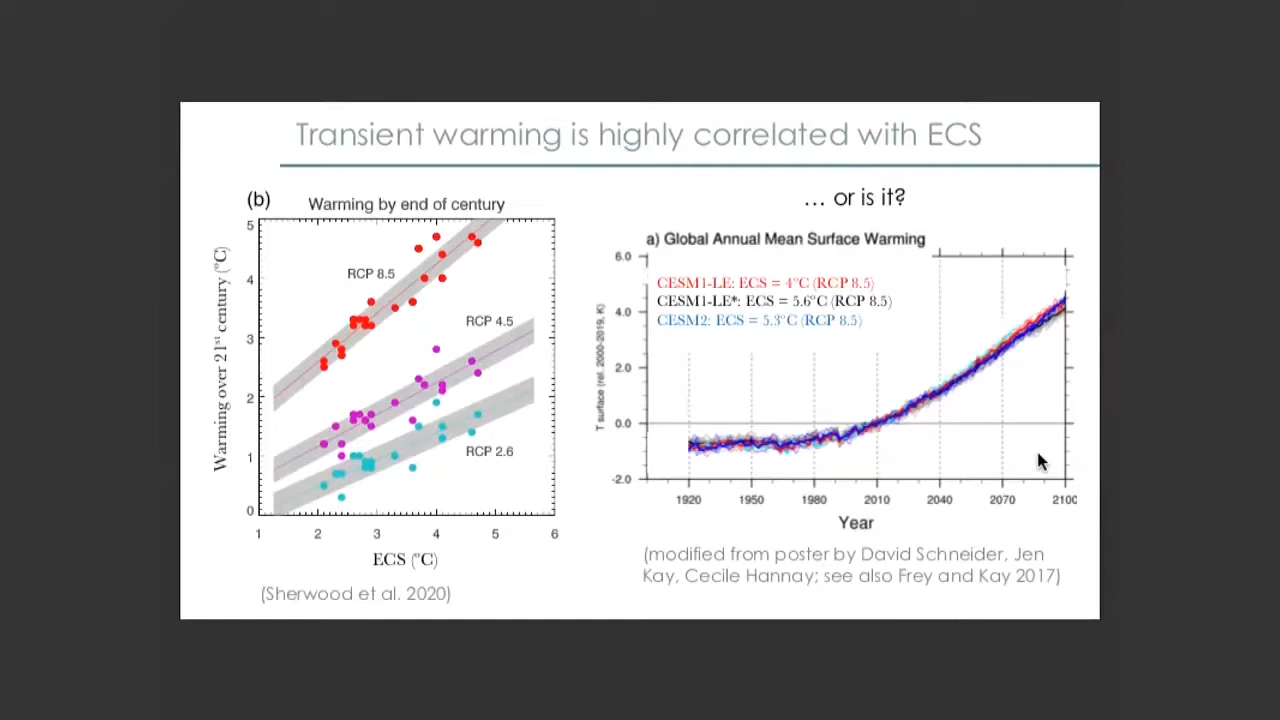 Transient warming is highly correlated with ECS
(b)
Warming by end of century
Warming over 21st century (°C)
5
4
3
2
1
0
RCP 8.5
RCP 4.5
RCP 2.6
1 2 3 4 5 6
ECS (°C)
(Sherwood et al. 2020)
… or is it?
a) Global Annual Mean Surface Warming
CESM1-LE: ECS = 4°C (RCP 8.5)
CESM1-LE*: ECS = 5.6°C (RCP 8.5)
CESM2: ECS = 5.3°C (RCP 8.5)
T surface (rel. 2000-2019, K)
6.0
4.0
2.0
0.0
-2.0
1920 1950 1980 2010 2040 2070 2100
Year
(modified from poster by David Schneider, Jen
Kay, Cecile Hannay; see also Frey and Kay 2017)